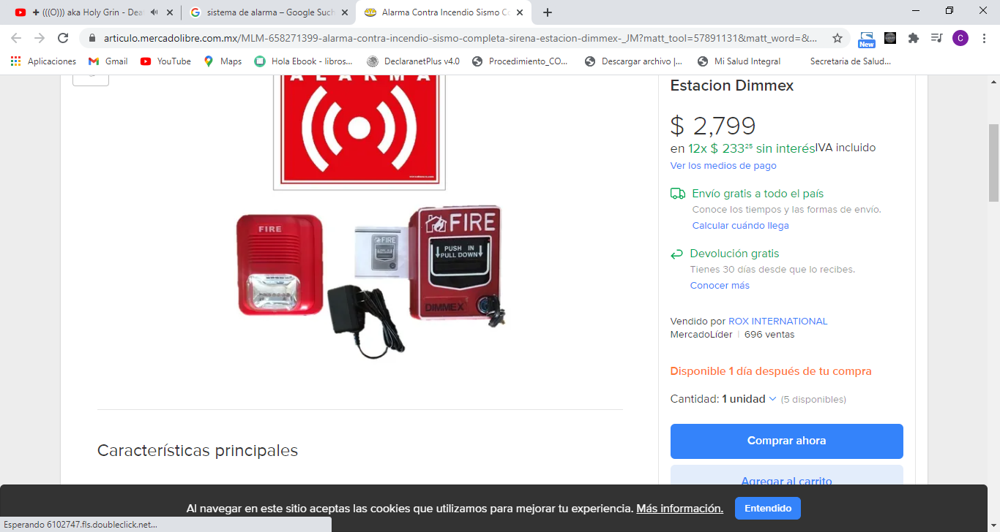 ✚ (((O))) aka Holy Grin - Dea
sistema de alarma – Google Such
Alarma Contra Incendio Sismo Co
articulo.mercadolibre.com.mx/MLM-658271399-alarma-contra-incendio-sismo-completa-sirena-estacion-dimmex-_JM?matt_tool=57891131&matt_word=&...
New
C
Aplicaciones
Gmail
YouTube
Maps
Hola Ebook - libros...
DeclaranetPlus v4.0
Procedimiento_CO...
Descargar archivo |...
Mi Salud Integral
Secretaria de Salud...
ALARMA
FIRE
FIRE
FIRE
PUSH IN
PULL DOWN
DIMMEX
Estacion Dimmex
$ 2,799
en 12x $ 233²⁵ sin interésIVA incluido
Ver los medios de pago
Envío gratis a todo el país
Conoce los tiempos y las formas de envío.
Calcular cuándo llega
Devolución gratis
Tienes 30 días desde que lo recibes.
Conocer más
Vendido por ROX INTERNATIONAL
MercadoLíder | 696 ventas
Disponible 1 día después de tu compra
Cantidad: 1 unidad (5 disponibles)
Comprar ahora
Agregar al carrito
Características principales
Al navegar en este sitio aceptas las cookies que utilizamos para mejorar tu experiencia. Más información.
Entendido
Esperando 6102747.fls.doubleclick.net...